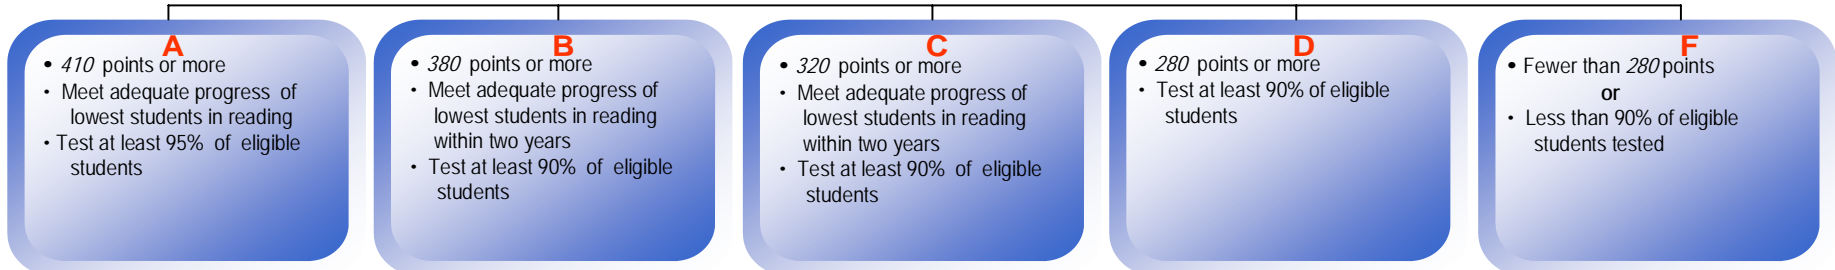 A
• 410 points or more
• Meet adequate progress of
lowest students in reading
• Test at least 95% of eligible
students
B
• 380 points or more
• Meet adequate progress of
lowest students in reading
within two years
• Test at least 90% of eligible
students
C
• 320 points or more
• Meet adequate progress of
lowest students in reading
within two years
• Test at least 90% of eligible
students
D
• 280 points or more
• Test at least 90% of eligible
students
F
• Fewer than 280 points
or
• Less than 90% of eligible
students tested